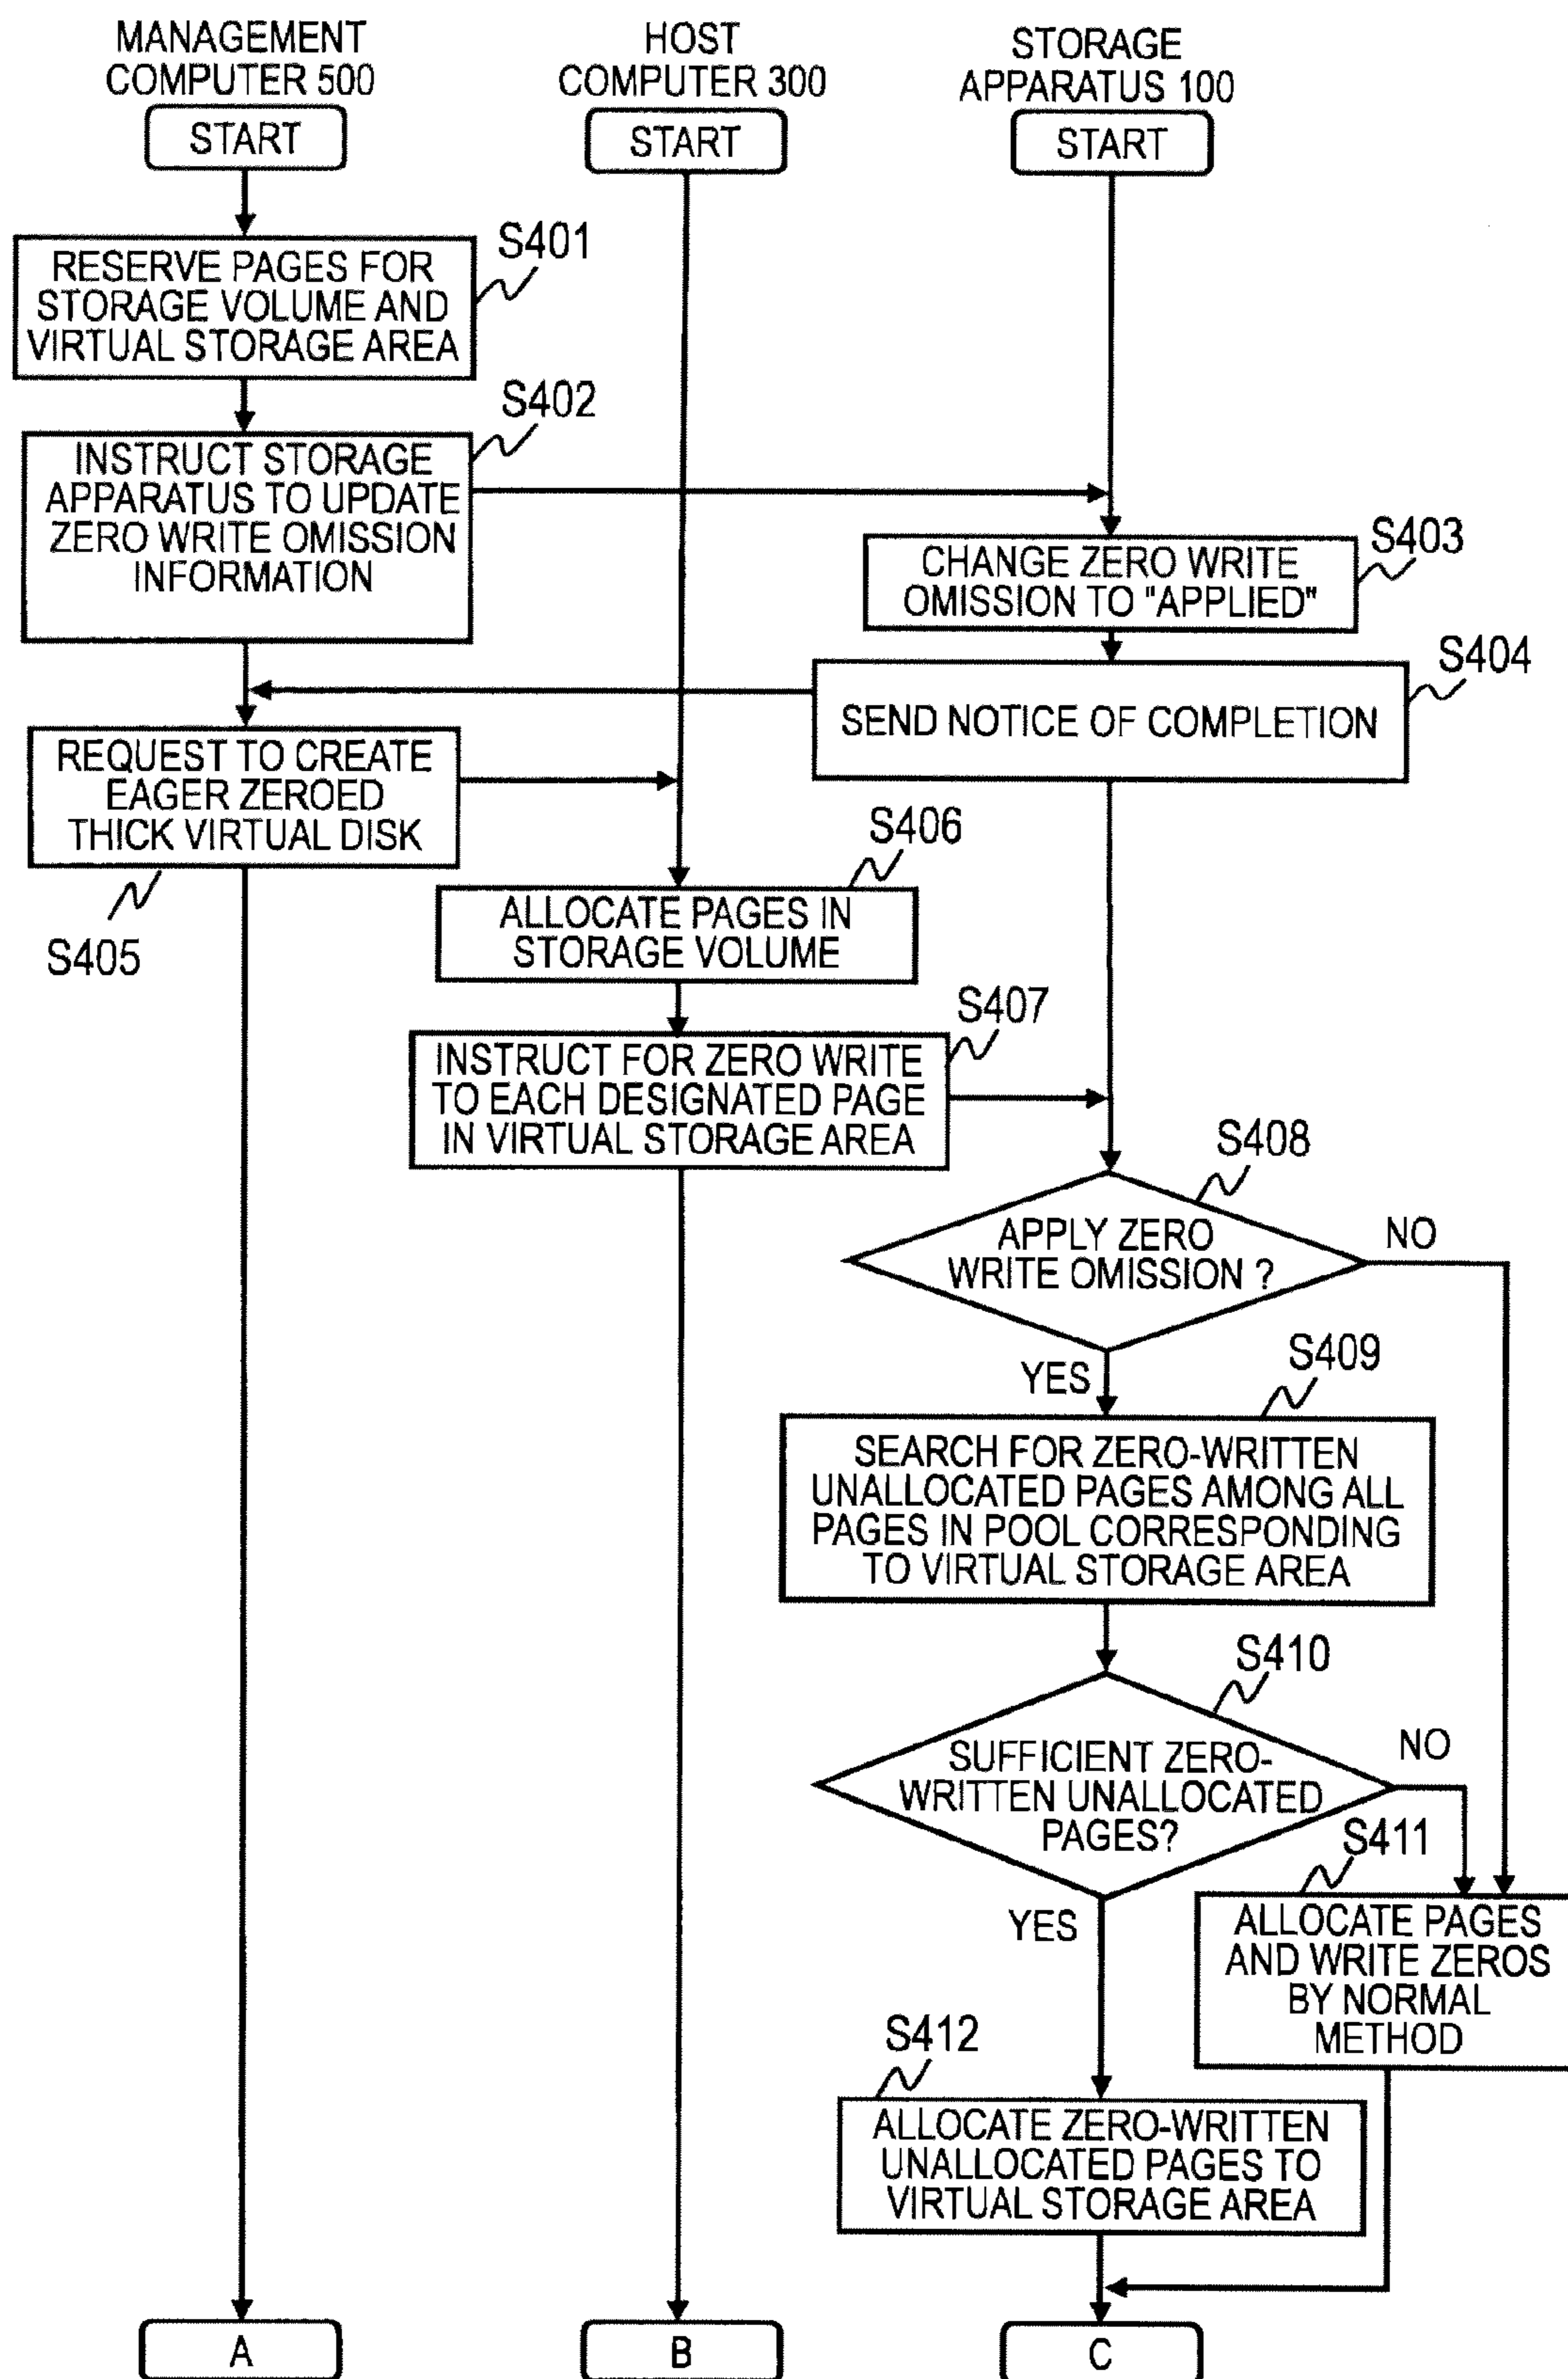 MANAGEMENT
COMPUTER 500
HOST
COMPUTER 300
STORAGE
APPARATUS 100
START
START
START
S401
RESERVE PAGES FOR
STORAGE VOLUME AND
VIRTUAL STORAGE AREA
S402
INSTRUCT STORAGE
APPARATUS TO UPDATE
ZERO WRITE OMISSION
INFORMATION
S403
CHANGE ZERO WRITE
OMISSION TO "APPLIED"
S404
SEND NOTICE OF COMPLETION
REQUEST TO CREATE
EAGER ZEROED
THICK VIRTUAL DISK
S405
S406
ALLOCATE PAGES IN
STORAGE VOLUME
S407
INSTRUCT FOR ZERO WRITE
TO EACH DESIGNATED PAGE
IN VIRTUAL STORAGE AREA
S408
APPLY ZERO
WRITE OMISSION ?
NO
YES
S409
SEARCH FOR ZERO-WRITTEN
UNALLOCATED PAGES AMONG ALL
PAGES IN POOL CORRESPONDING
TO VIRTUAL STORAGE AREA
S410
SUFFICIENT ZERO-
WRITTEN UNALLOCATED
PAGES?
NO
YES
S411
ALLOCATE PAGES
AND WRITE ZEROS
BY NORMAL
METHOD
S412
ALLOCATE ZERO-WRITTEN
UNALLOCATED PAGES TO
VIRTUAL STORAGE AREA
A
B
C